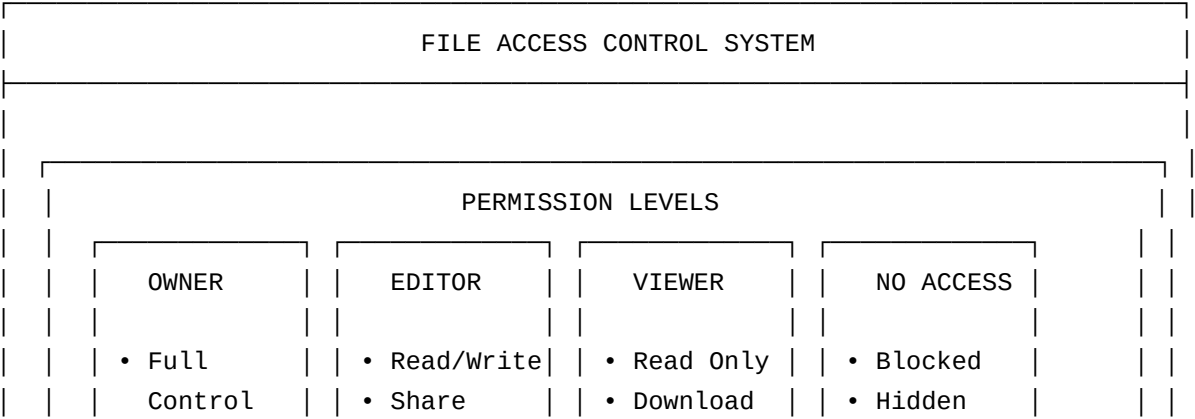 FILE ACCESS CONTROL SYSTEM
PERMISSION LEVELS
OWNER EDITOR VIEWER NO ACCESS
• Full • Read/Write • Read Only • Blocked
Control • Share • Download • Hidden